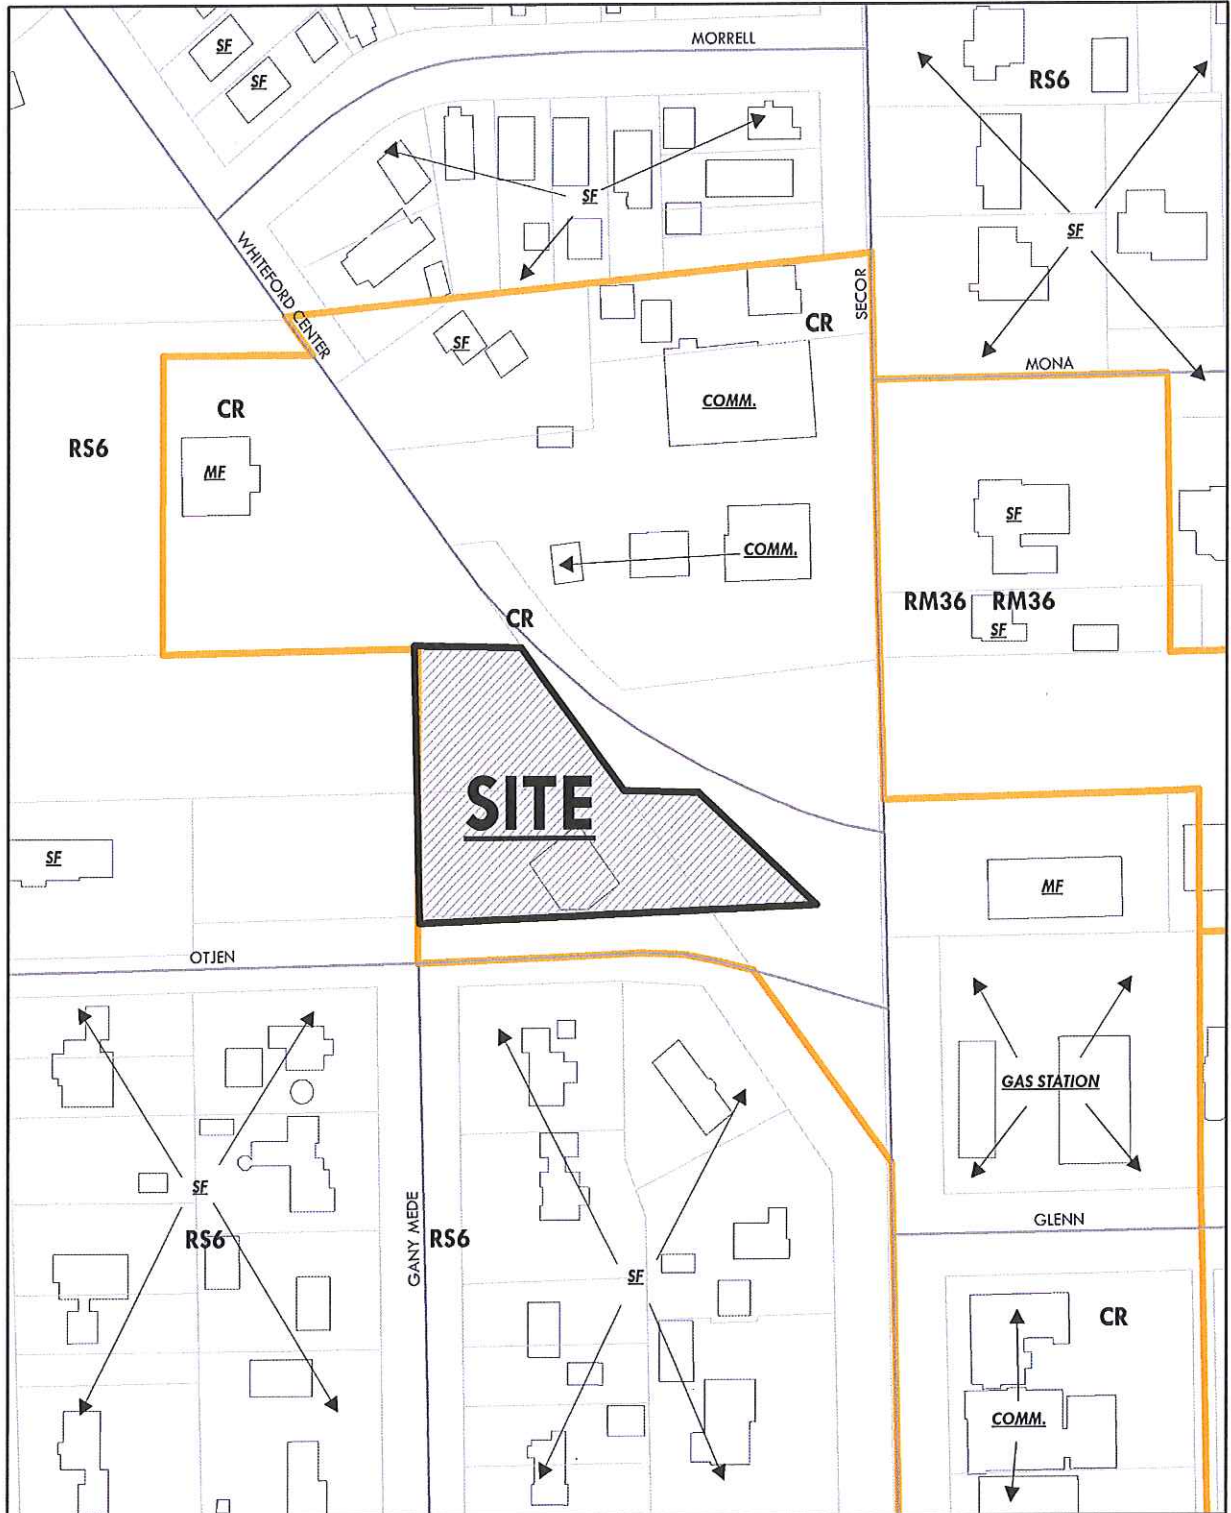 MORRELL
SF
SF
RS6
SF
SF
WHITEFORD CENTER
SECOR
CR
SF
MONA
COMM.
CR
RS6
MF
SF
COMM.
RM36 RM36
CR
SF
SITE
SF
MF
OTJEN
GAS STATION
SF
GANY MEDE
GLENN
RS6
RS6
SF
CR
COMM.